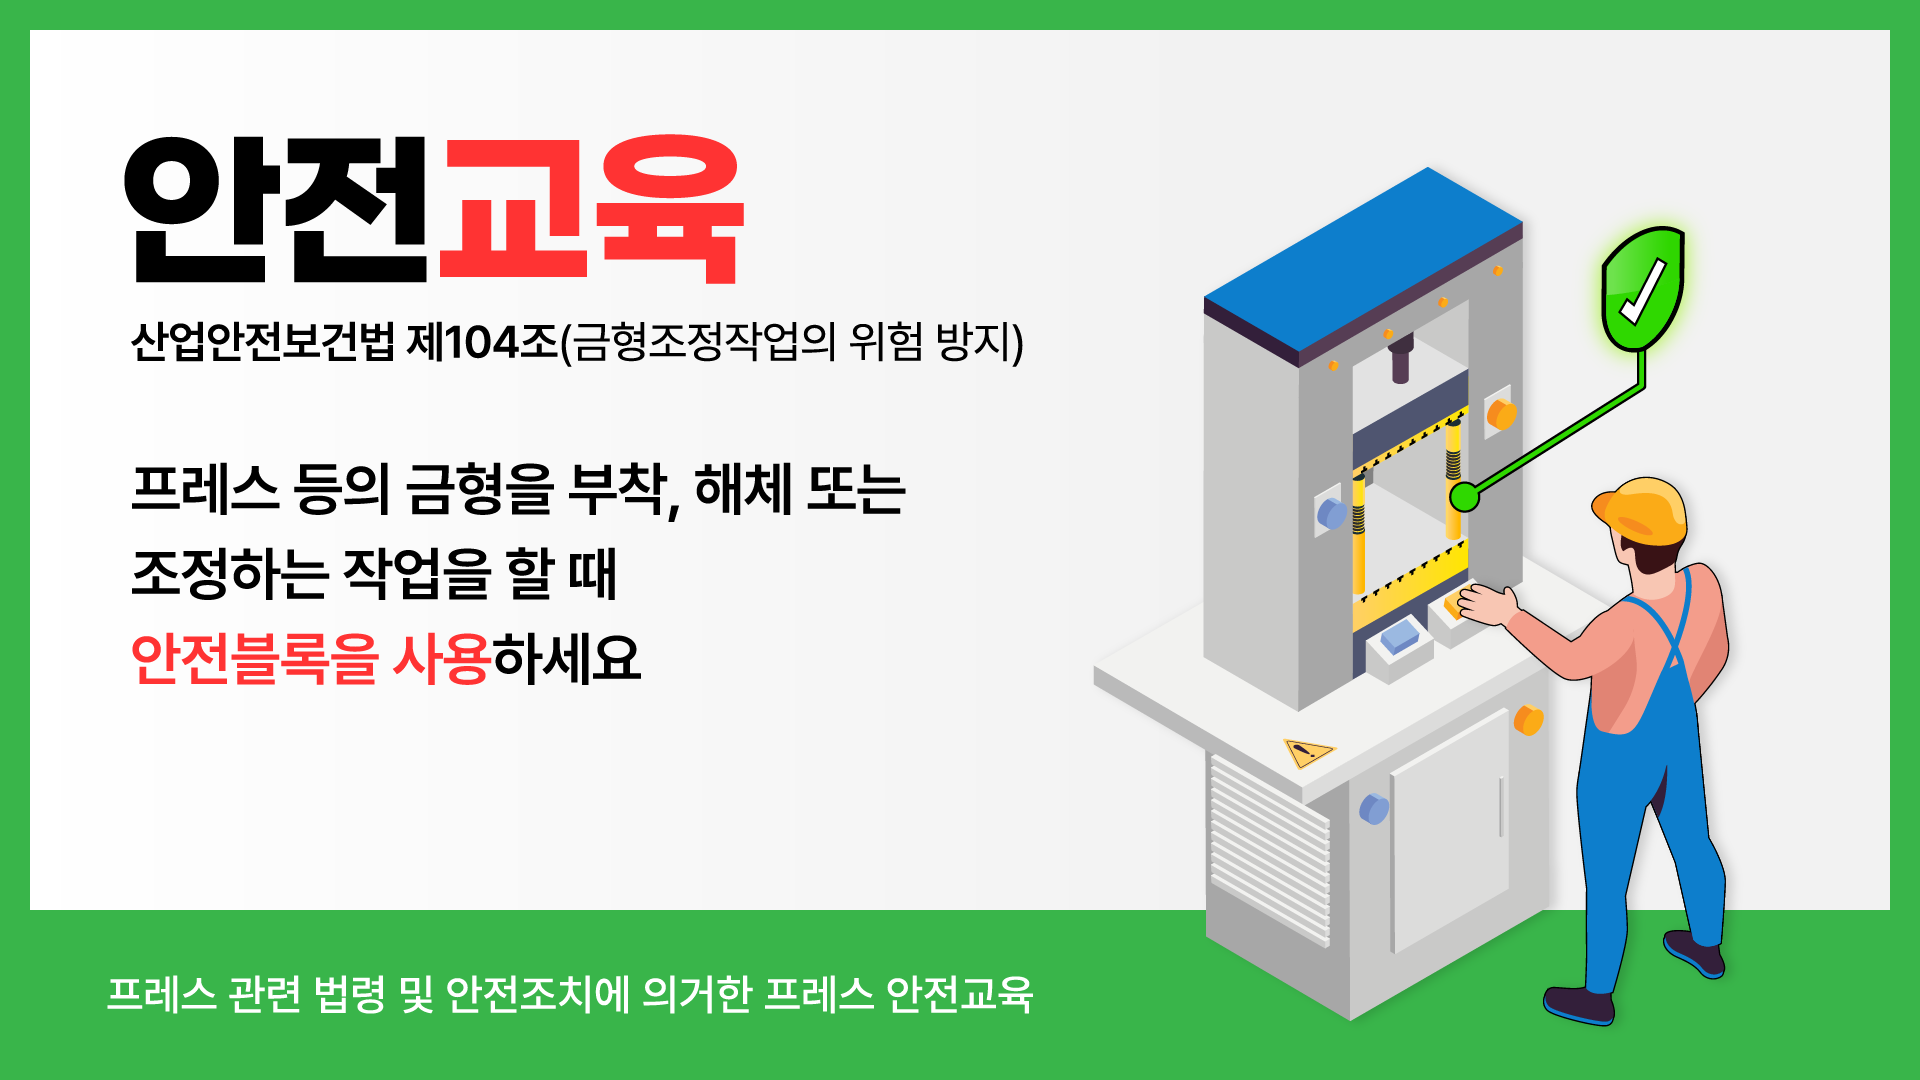 안전교육
산업안전보건법 제104조(금형조정작업의 위험 방지)
프레스 등의 금형을 부착, 해체 또는
조정하는 작업을 할 때
안전블록을 사용하세요
프레스 관련 법령 및 안전조치에 의거한 프레스 안전교육